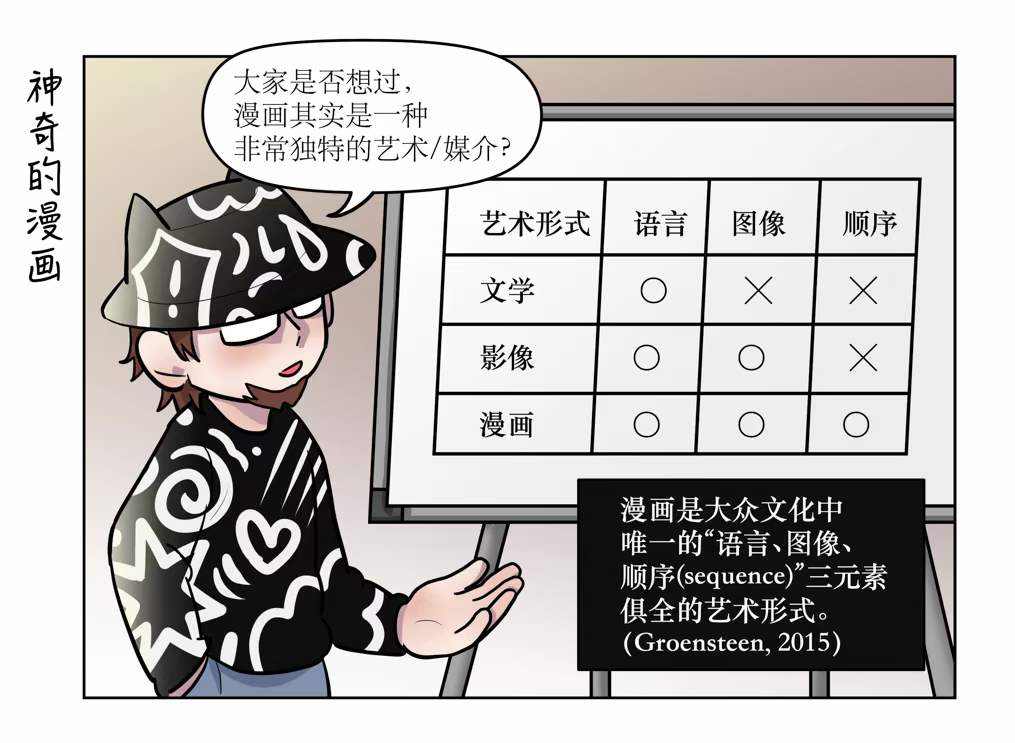 神奇的漫画
大家是否想过，
漫画其实是一种
非常独特的艺术/媒介?
艺术形式 语言 图像 顺序
文学 ○ × ×
影像 ○ ○ ×
漫画 ○ ○ ○
漫画是大众文化中
唯一的“语言、图像、
顺序(sequence)”三元素
俱全的艺术形式。
(Groensteen, 2015)